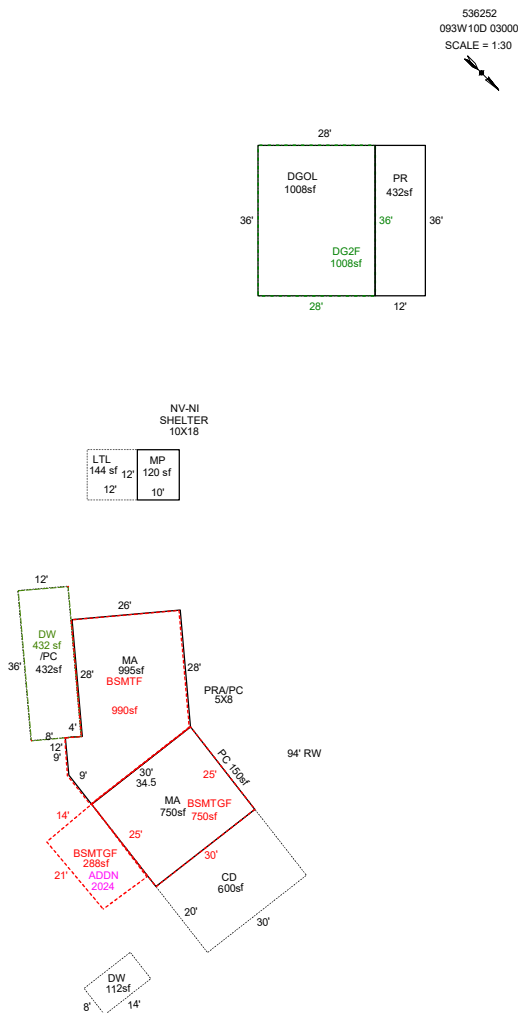 536252
093W10D 03000
SCALE = 1:30
28'
DGOL
1008sf
PR
432sf
36'
36'
36'
DG2F
1008sf
28'
12'
NV-NI
SHELTER
10X18
LTL
144 sf
12'
MP
120 sf
12'
10'
12'
26'
DW
432 sf
/PC
432sf
36'
28'
MA
995sf
BSMTF
990sf
28'
PRA/PC
5X8
4'
8'
12'
9'
9'
30'
34.5
PC 150sf
25'
94' RW
MA
750sf
BSMTGF
750sf
14'
25'
30'
BSMTGF
288sf
ADDN
2024
21'
CD
600sf
20'
30'
DW
112sf
8'
14'